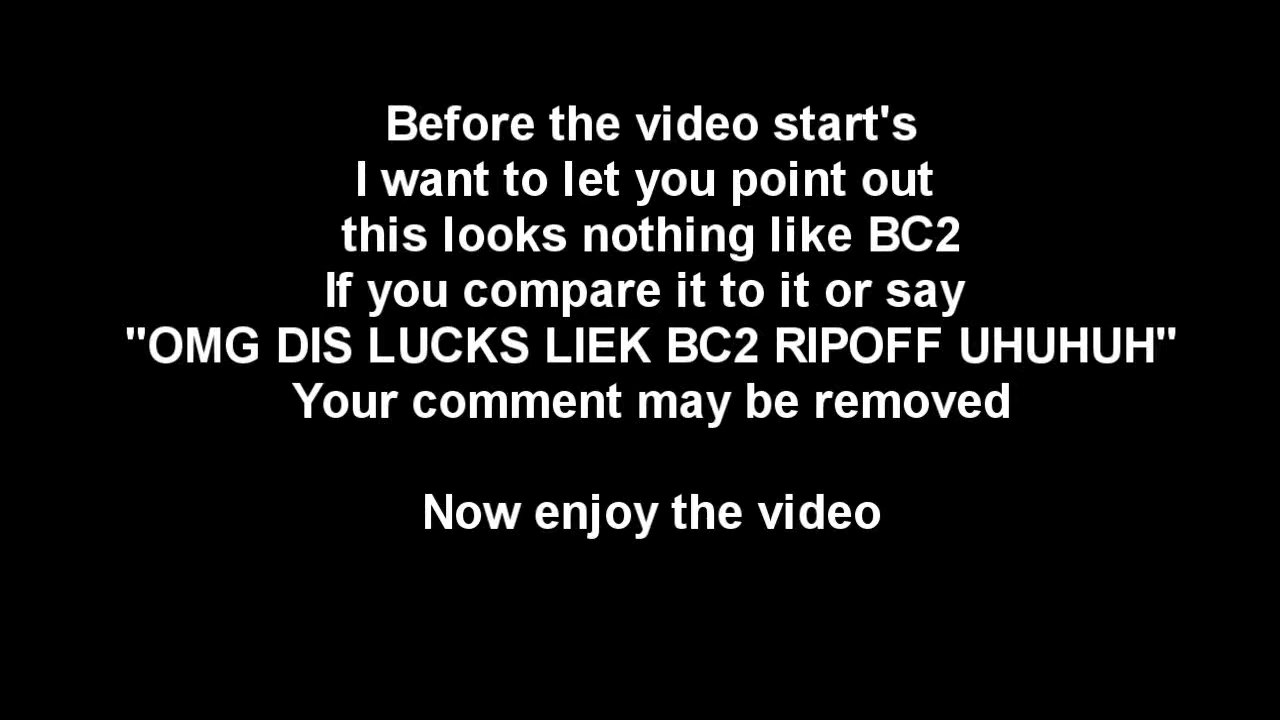 Before the video start's
I want to let you point out
this looks nothing like BC2
If you compare it to it or say
"OMG DIS LUCKS LIEK BC2 RIPOFF UHUHUH"
Your comment may be removed
Now enjoy the video